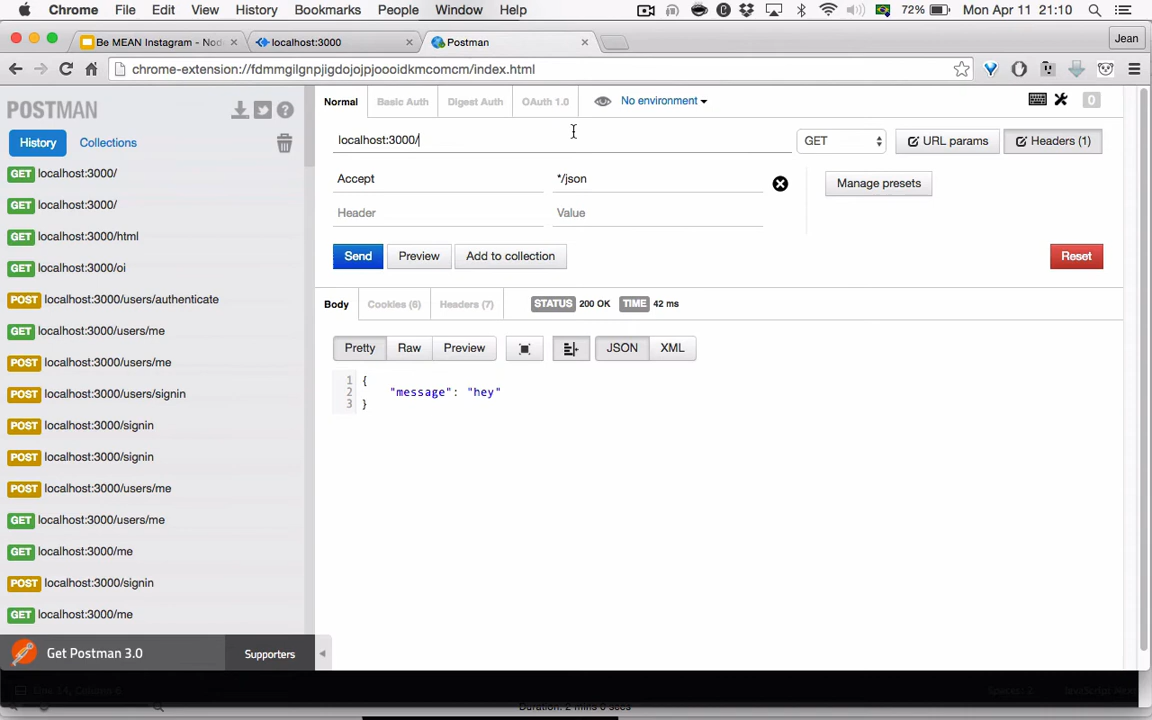 Chrome File Edit View History Bookmarks People Window Help 72% Mon Apr 11 21:10
Be MEAN Instagram - Nod localhost:3000 Postman Jean
chrome-extension://fdmmgilgnpjigdojojpjoooidkmcomcm/index.html
POSTMAN
History Collections
GET localhost:3000/
GET localhost:3000/
GET localhost:3000/html
GET localhost:3000/oi
POST localhost:3000/users/authenticate
GET localhost:3000/users/me
POST localhost:3000/users/me
POST localhost:3000/users/signin
POST localhost:3000/signin
POST localhost:3000/signin
POST localhost:3000/users/me
GET localhost:3000/users/me
GET localhost:3000/me
POST localhost:3000/signin
GET localhost:3000/me
Get Postman 3.0 Supporters
Normal Basic Auth Digest Auth OAuth 1.0 No environment 0
localhost:3000/ GET URL params Headers (1)
Accept */json Manage presets
Header Value
Send Preview Add to collection Reset
Body Cookies (6) Headers (7) STATUS 200 OK TIME 42 ms
Pretty Raw Preview JSON XML
1 {
2 "message": "hey"
3 }
Duration: 2 mins 0 secs